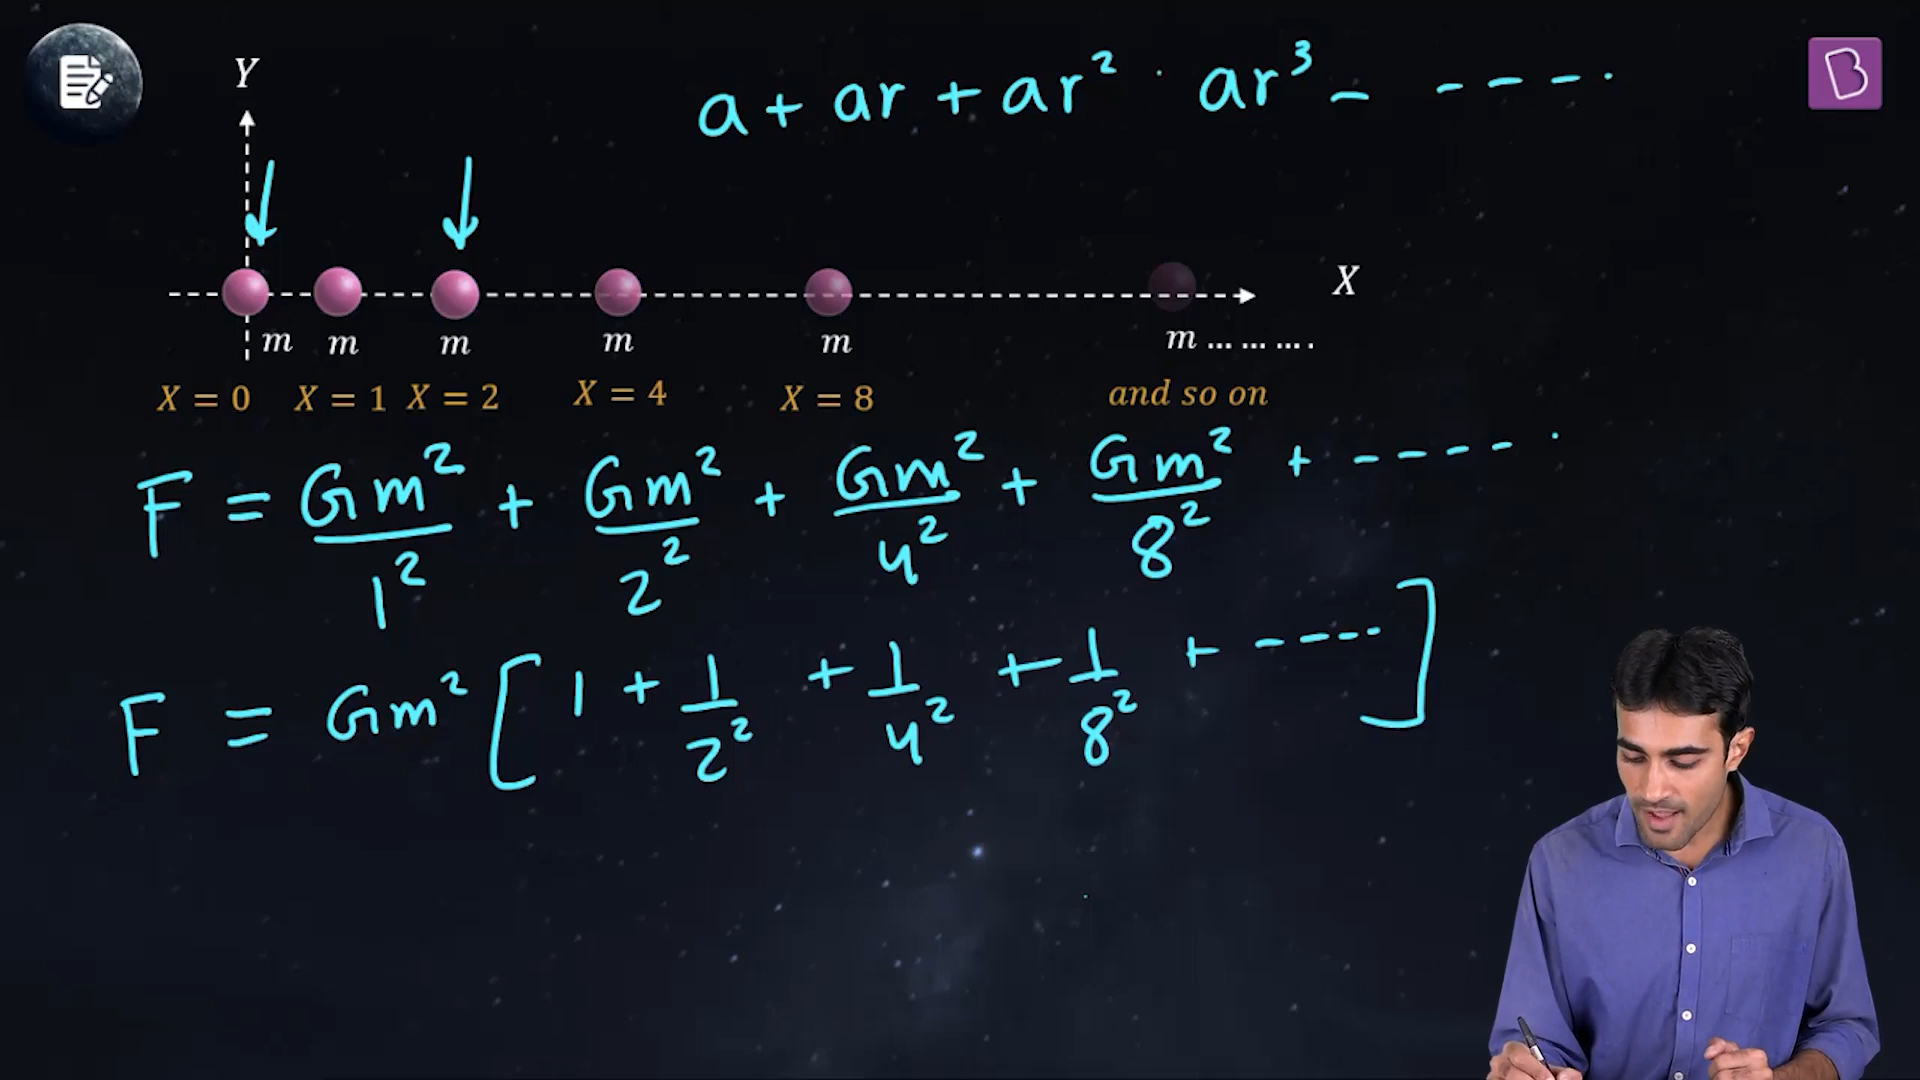 a + ar + ar² · ar³ - ----·
Y
X
m m m m m m … … … .
X = 0 X = 1 X = 2 X = 4 X = 8 and so on
F = Gm²/1² + Gm²/2² + Gm²/4² + Gm²/8² + -----·
F = Gm² [ 1 + 1/2² + 1/4² + 1/8² + ---- ]
B